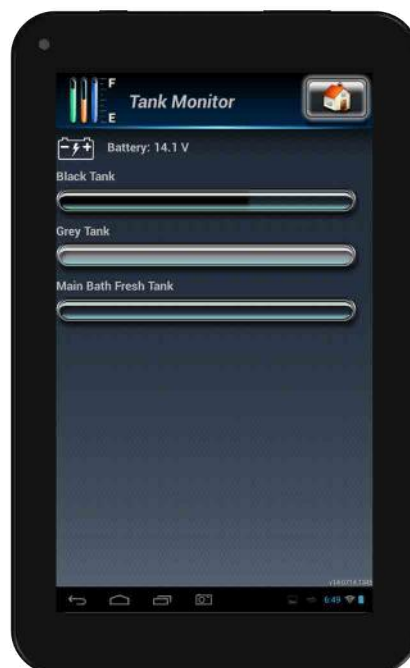 F
Tank Monitor
E
Battery: 14.1 V
Black Tank
Grey Tank
Main Bath Fresh Tank
6:49